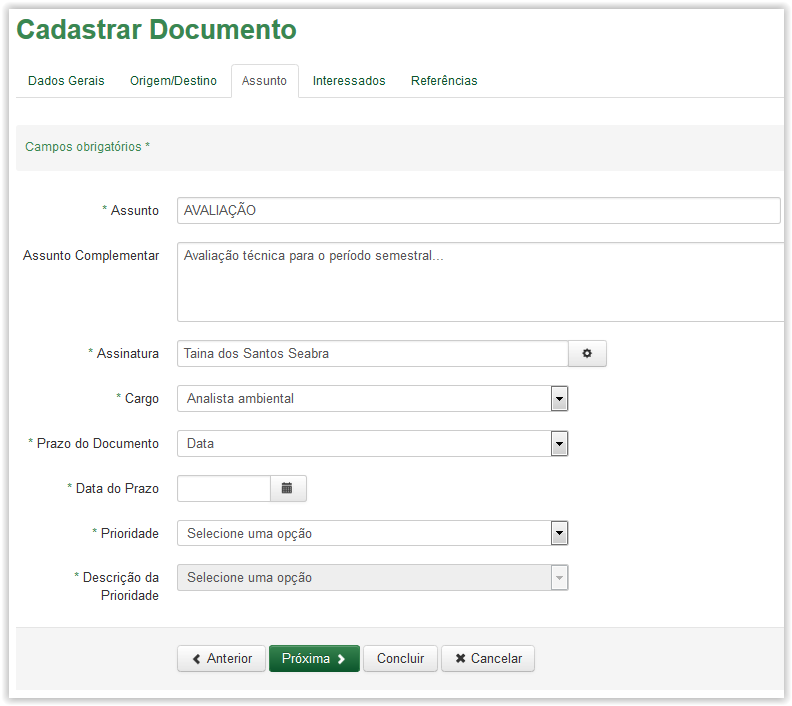 Cadastrar Documento
Dados Gerais Origem/Destino Assunto Interessados Referências
Campos obrigatórios *
* Assunto AVALIAÇÃO
Assunto Complementar Avaliação técnica para o período semestral...
* Assinatura Taina dos Santos Seabra
* Cargo Analista ambiental
* Prazo do Documento Data
* Data do Prazo
* Prioridade Selecione uma opção
* Descrição da Selecione uma opção
Prioridade
Anterior Próxima Concluir Cancelar